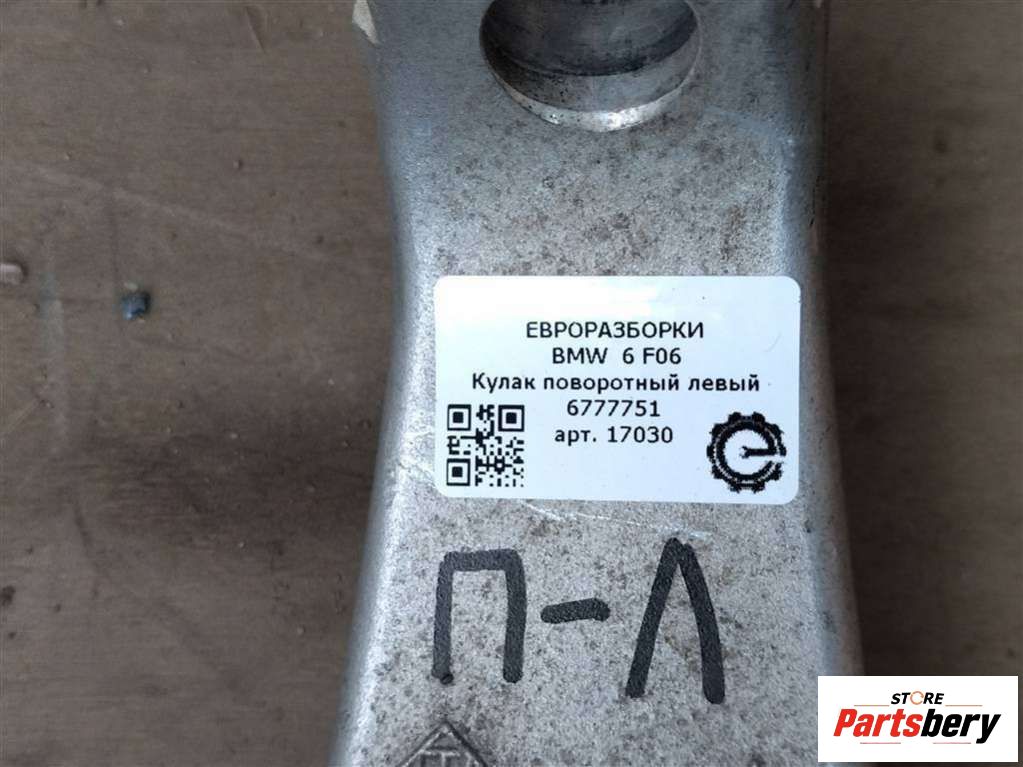 ЕВРОРАЗБОРКИ
BMW 6 F06
Кулак поворотный левый
6777751
арт. 17030
П-Л
STORE
Partsbery